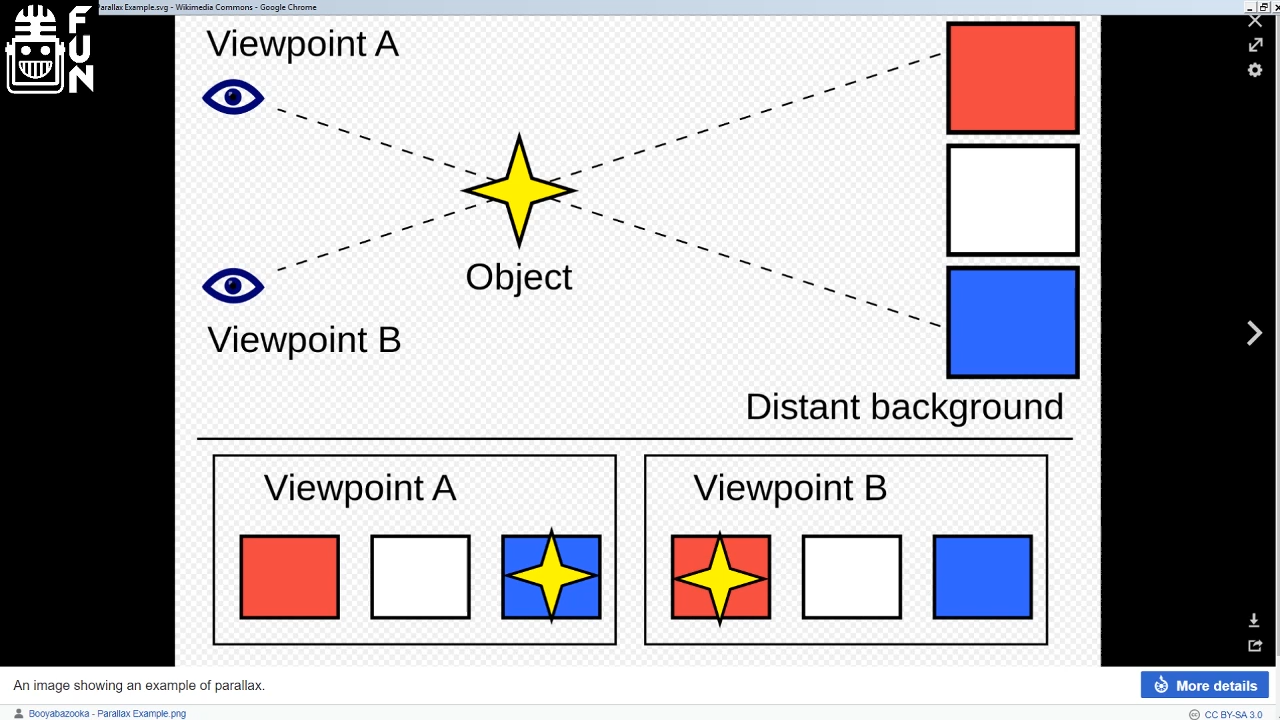 Parallax Example.svg - Wikimedia Commons - Google Chrome
FUN
Viewpoint A
Object
Viewpoint B
Distant background
Viewpoint A
Viewpoint B
An image showing an example of parallax.
More details
Booyabazooka - Parallax Example.png
CC BY-SA 3.0